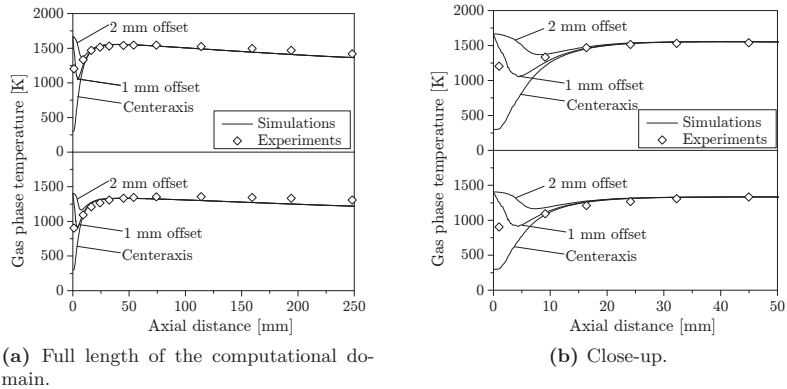 2000
1500
1000
500
0
1500
1000
500
0
Gas phase temperature [K]
2 mm offset
1 mm offset
Centeraxis
Simulations
Experiments
2 mm offset
1 mm offset
Centeraxis
0 50 100 150 200 250
Axial distance [mm]
(a) Full length of the computational do-
main.
2000
1500
1000
500
0
1500
1000
500
0
Gas phase temperature [K]
2 mm offset
1 mm offset
Centeraxis
Simulations
Experiments
2 mm offset
1 mm offset
Centeraxis
0 10 20 30 40 50
Axial distance [mm]
(b) Close-up.